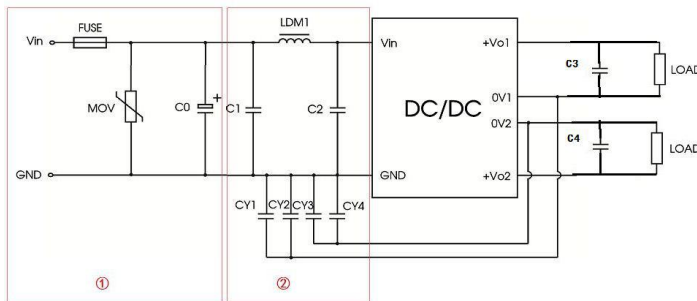 FUSE
LDM1
Vin
Vin
+Vo1
C3
LOAD
MOV
C0
+
C1
C2
DC/DC
0V1
0V2
C4
LOAD
GND
GND
+Vo2
CY1
CY2
CY3
CY4
①
②